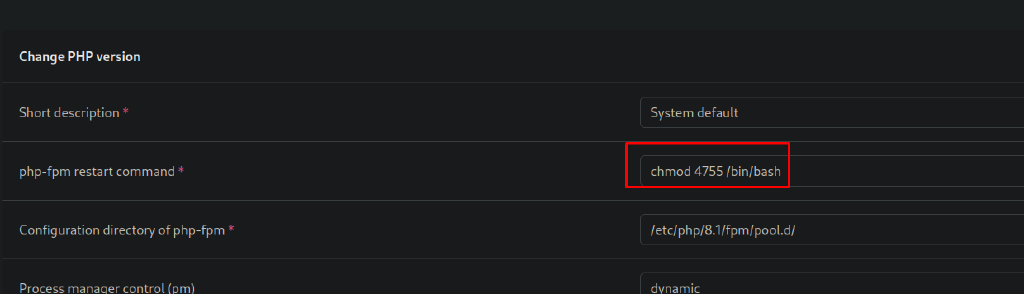 Change PHP version
Short description * System default
php-fpm restart command * chmod 4755 /bin/bash
Configuration directory of php-fpm * /etc/php/8.1/fpm/pool.d/
Process manager control (pm) dynamic